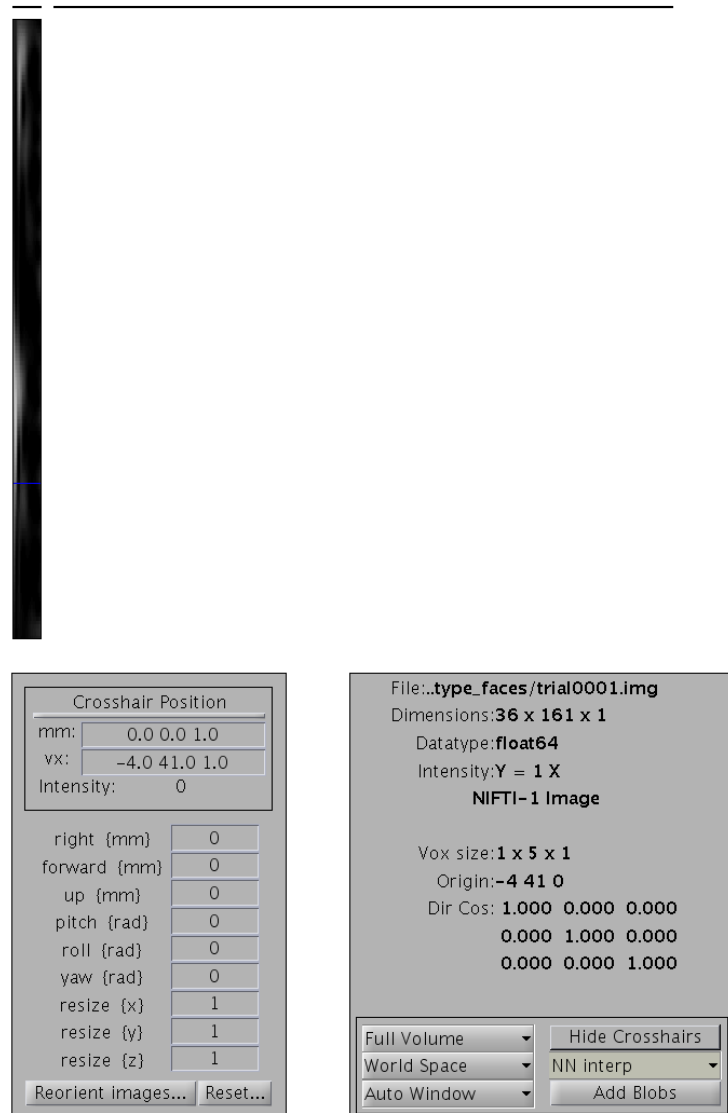 Crosshair Position
mm: 0.0 0.0 1.0
vx: −4.0 41.0 1.0
Intensity: 0
right {mm} 0
forward {mm} 0
up {mm} 0
pitch {rad} 0
roll {rad} 0
yaw {rad} 0
resize {x} 1
resize {y} 1
resize {z} 1
Reorient images... Reset...
File:..type_faces/trial0001.img
Dimensions:36 x 161 x 1
Datatype:float64
Intensity:Y = 1 X
NIFTI−1 Image
Vox size:1 x 5 x 1
Origin:−4 41 0
Dir Cos: 1.000 0.000 0.000
0.000 1.000 0.000
0.000 0.000 1.000
Full Volume Hide Crosshairs
World Space NN interp
Auto Window Add Blobs